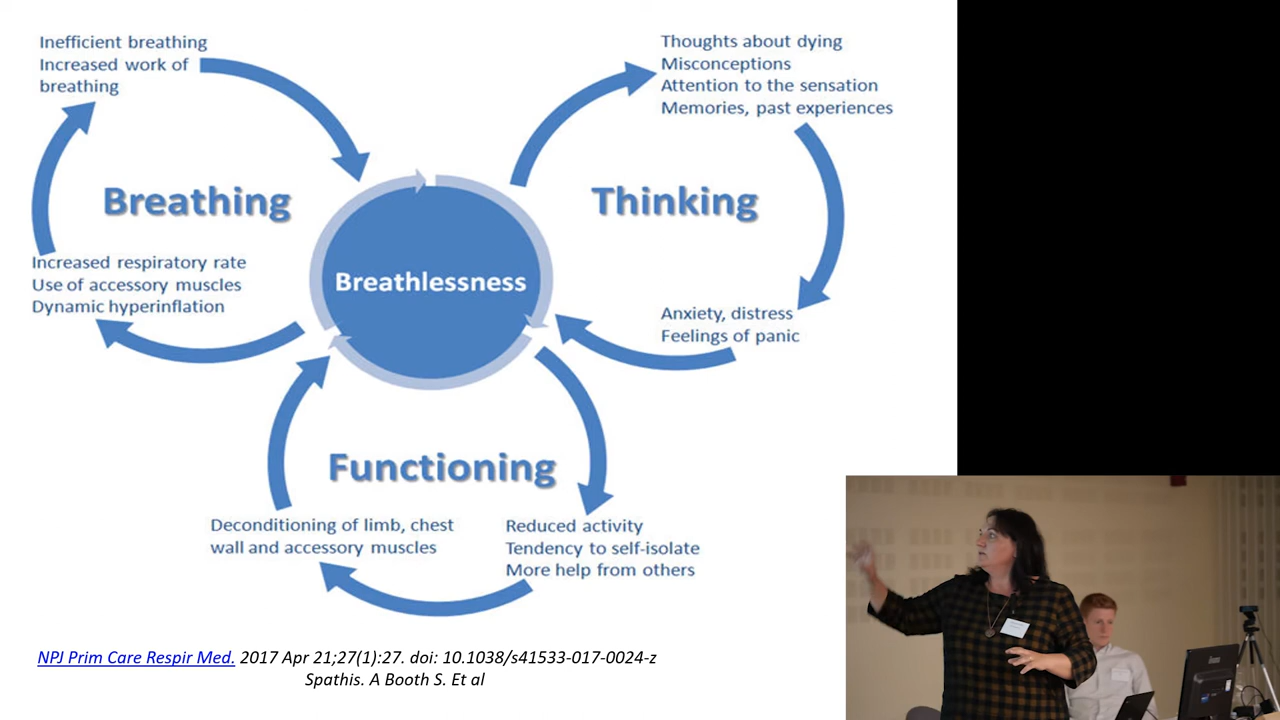 Inefficient breathing
Increased work of
breathing
Thoughts about dying
Misconceptions
Attention to the sensation
Memories, past experiences
Breathing
Thinking
Increased respiratory rate
Use of accessory muscles
Dynamic hyperinflation
Breathlessness
Anxiety, distress
Feelings of panic
Functioning
Deconditioning of limb, chest
wall and accessory muscles
Reduced activity
Tendency to self-isolate
More help from others
NPJ Prim Care Respir Med. 2017 Apr 21;27(1):27. doi: 10.1038/s41533-017-0024-z
Spathis. A Booth S. Et al